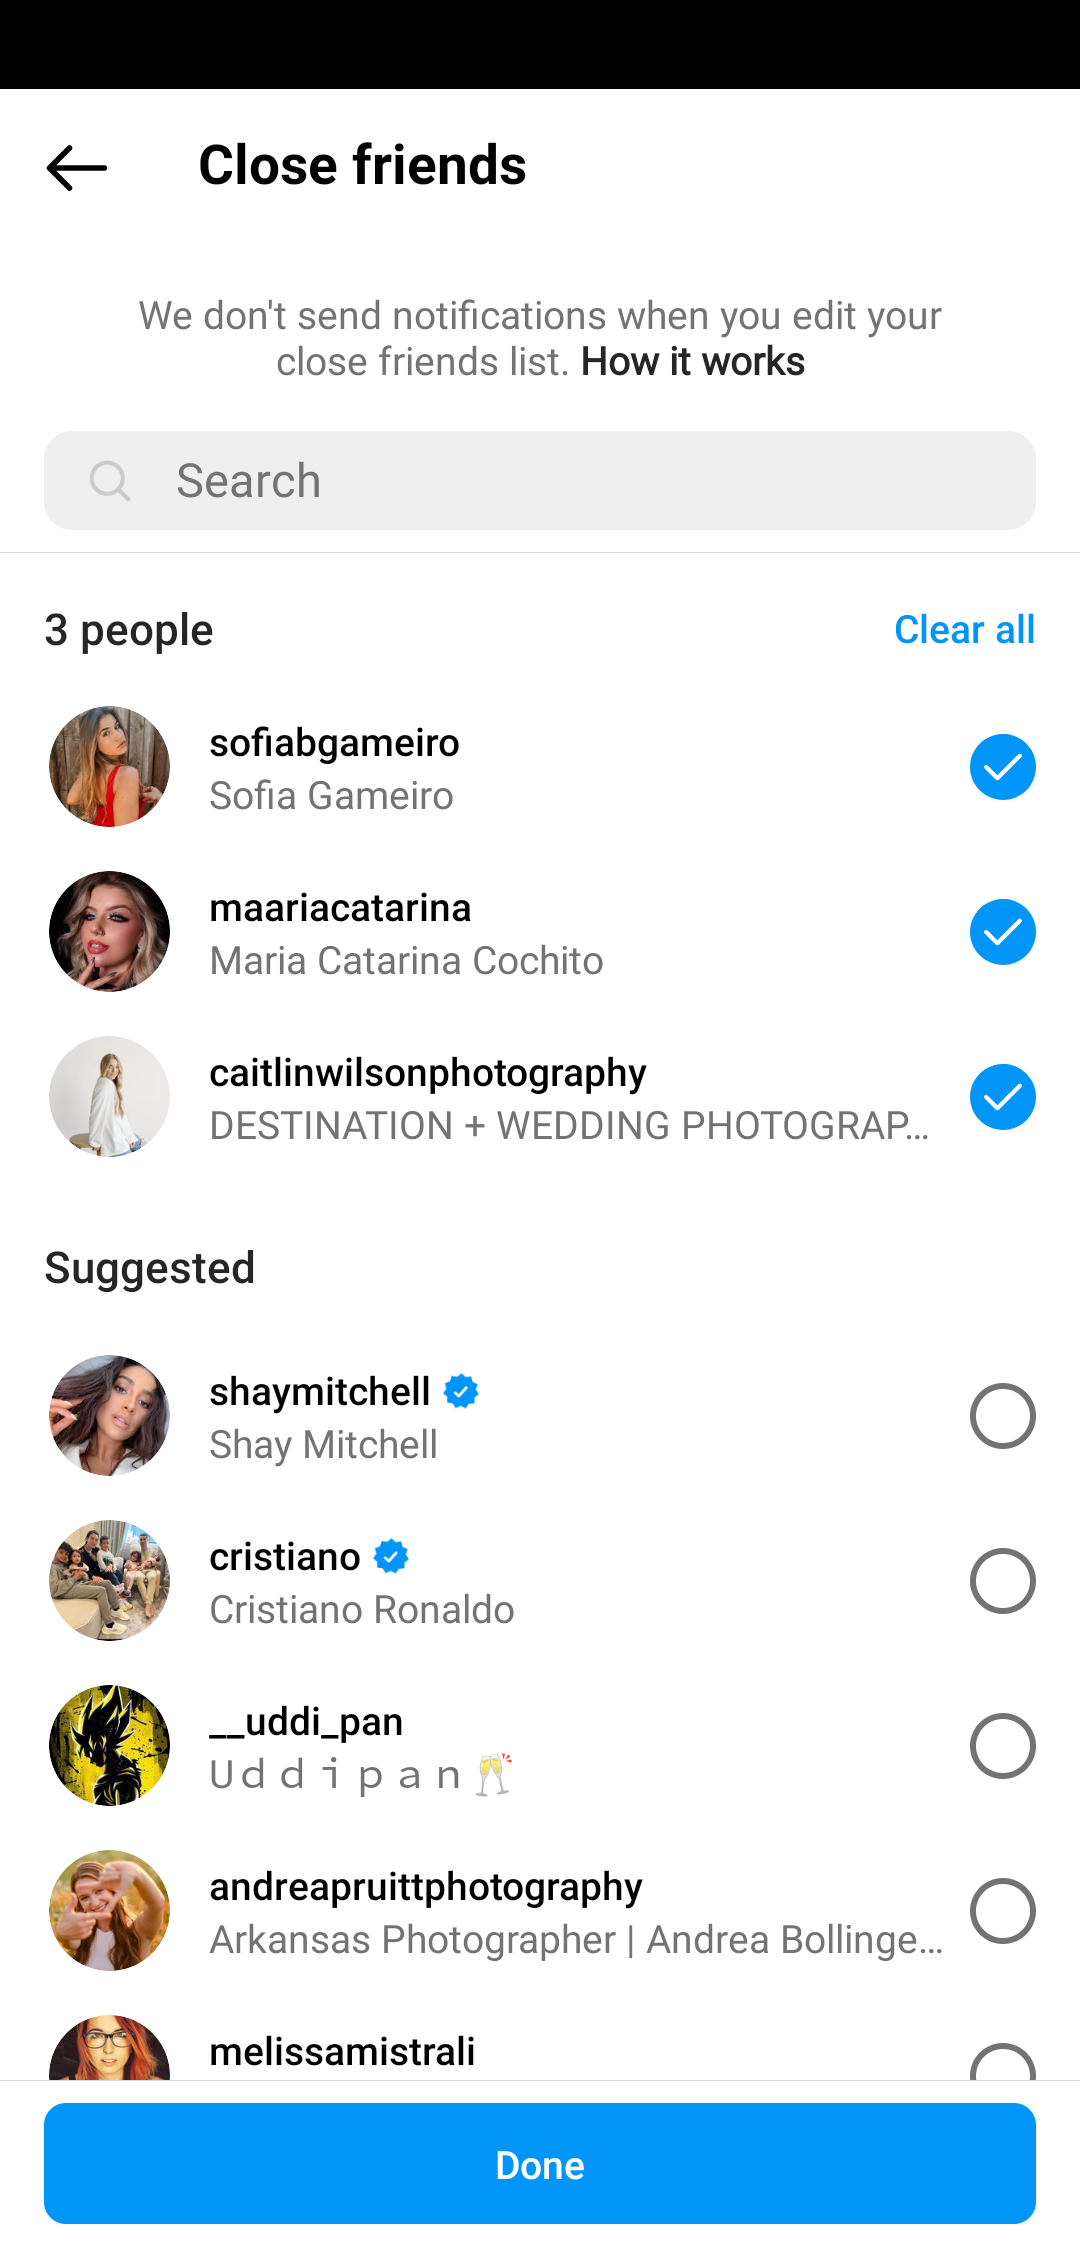 Close friends
We don't send notifications when you edit your
close friends list. How it works
Search
3 people
Clear all
sofiabgameiro
Sofia Gameiro
maariacatarina
Maria Catarina Cochito
caitlinwilsonphotography
DESTINATION + WEDDING PHOTOGRAP...
Suggested
shaymitchell
Shay Mitchell
cristiano
Cristiano Ronaldo
__uddi_pan
Ｕｄｄｉｐａｎ🥂
andreapruittphotography
Arkansas Photographer | Andrea Bollinge...
melissamistrali
Done